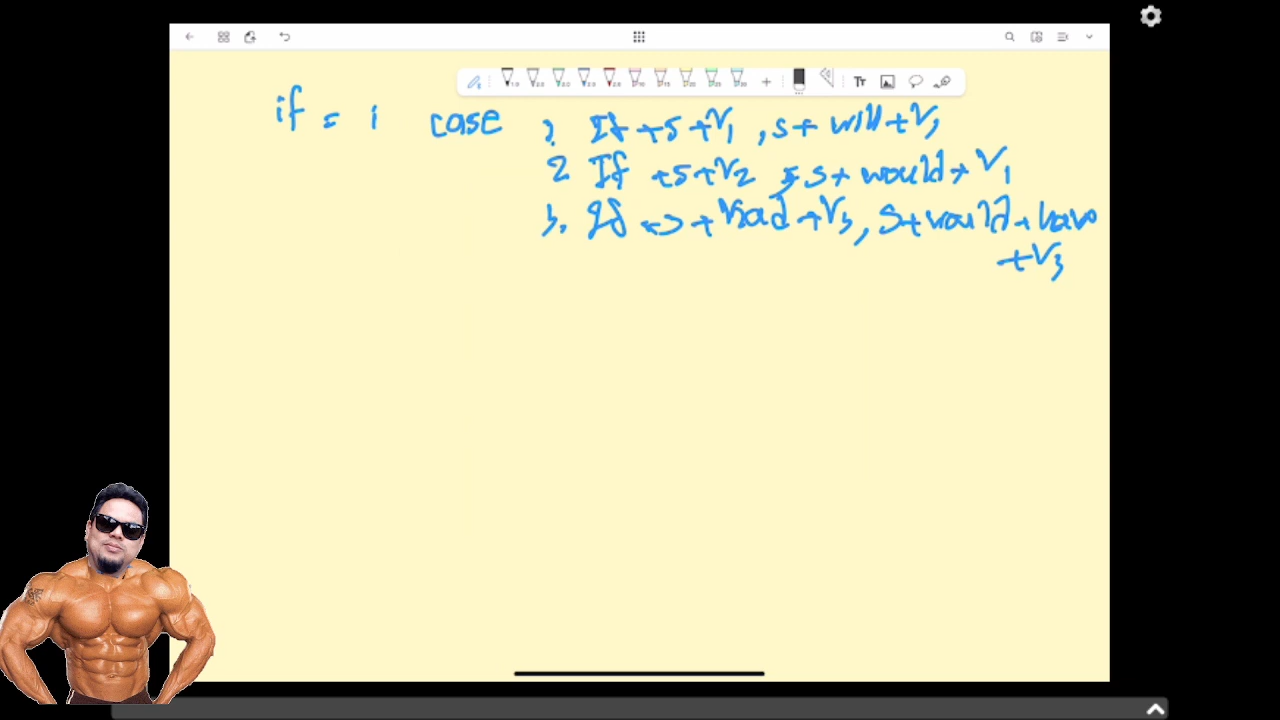 if = 1 case 1. If +s+V1, s+ will+V1
2 If +s+V2, s+ would+ V1
3. If +s+had+V3, S+would+have
+V3